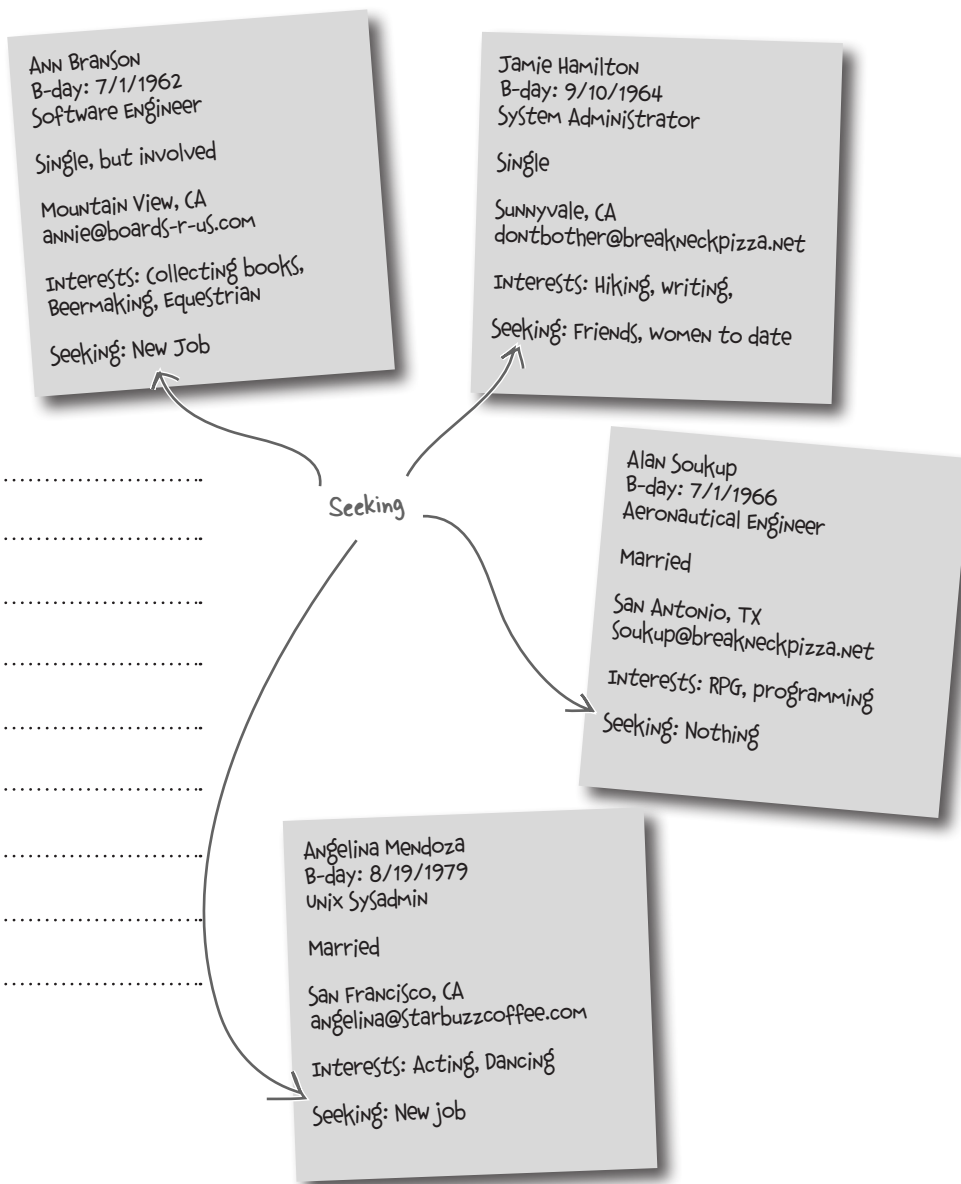 Ann Branson
B-day: 7/1/1962
Software Engineer
Single, but involved
Mountain View, CA
annie@boards-r-us.com
Interests: Collecting books,
Beermaking, Equestrian
Seeking: New Job
Jamie Hamilton
B-day: 9/10/1964
System Administrator
Single
Sunnyvale, CA
dontbother@breakneckpizza.net
Interests: Hiking, writing,
Seeking: Friends, women to date
Seeking
Alan Soukup
B-day: 7/1/1966
Aeronautical Engineer
Married
San Antonio, TX
soukup@breakneckpizza.net
Interests: RPG, programming
Seeking: Nothing
Angelina Mendoza
B-day: 8/19/1979
Unix Sysadmin
Married
San Francisco, CA
angelina@starbuzzcoffee.com
Interests: Acting, Dancing
Seeking: New job